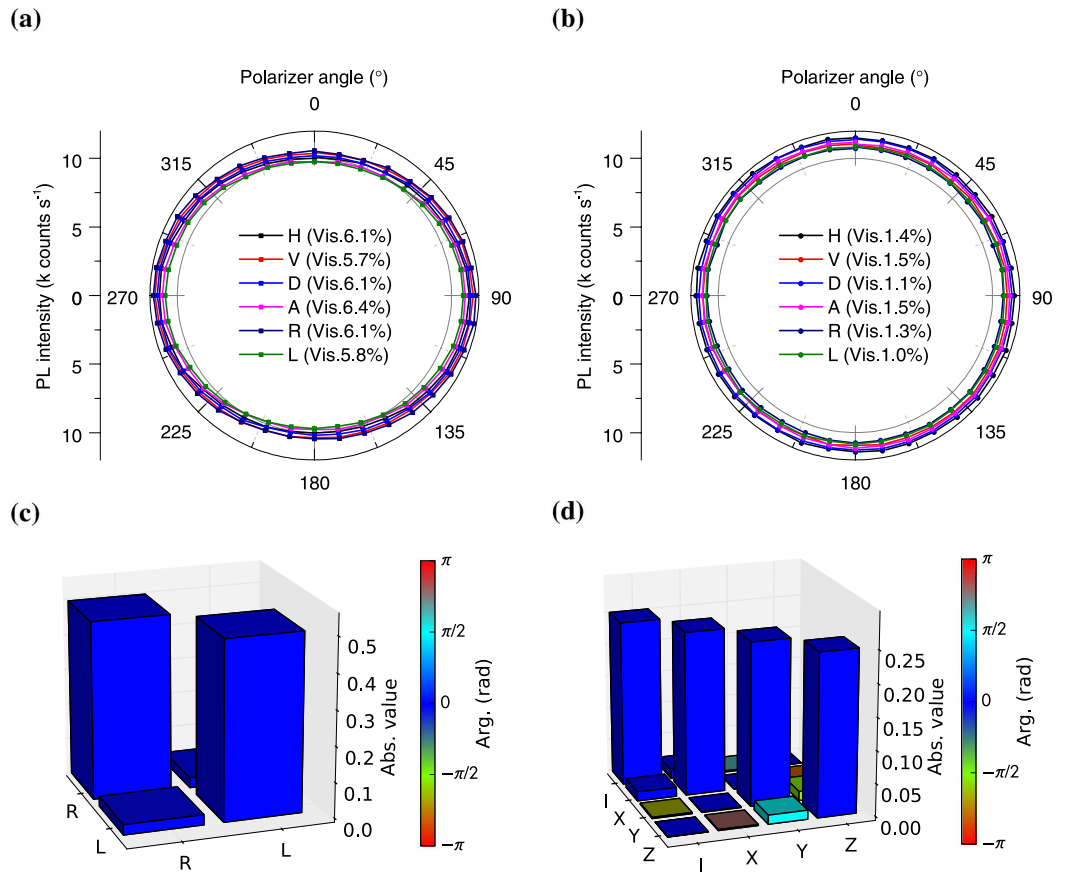 (a)
Polarizer angle (°)
0
45
90
135
180
225
270
315
PL intensity (k counts s⁻¹)
10
5
0
5
10
H (Vis.6.1%)
V (Vis.5.7%)
D (Vis.6.1%)
A (Vis.6.4%)
R (Vis.6.1%)
L (Vis.5.8%)
(b)
Polarizer angle (°)
0
45
90
135
180
225
270
315
PL intensity (k counts s⁻¹)
10
5
0
5
10
H (Vis.1.4%)
V (Vis.1.5%)
D (Vis.1.1%)
A (Vis.1.5%)
R (Vis.1.3%)
L (Vis.1.0%)
(c)
R
L
R
L
0.5
0.4
0.3
0.2
0.1
0.0
Abs. value
π
π/2
0
−π/2
−π
Arg. (rad)
(d)
I
X
Y
Z
I
X
Y
Z
0.25
0.20
0.15
0.10
0.05
0.00
Abs. value
π
π/2
0
−π/2
−π
Arg. (rad)